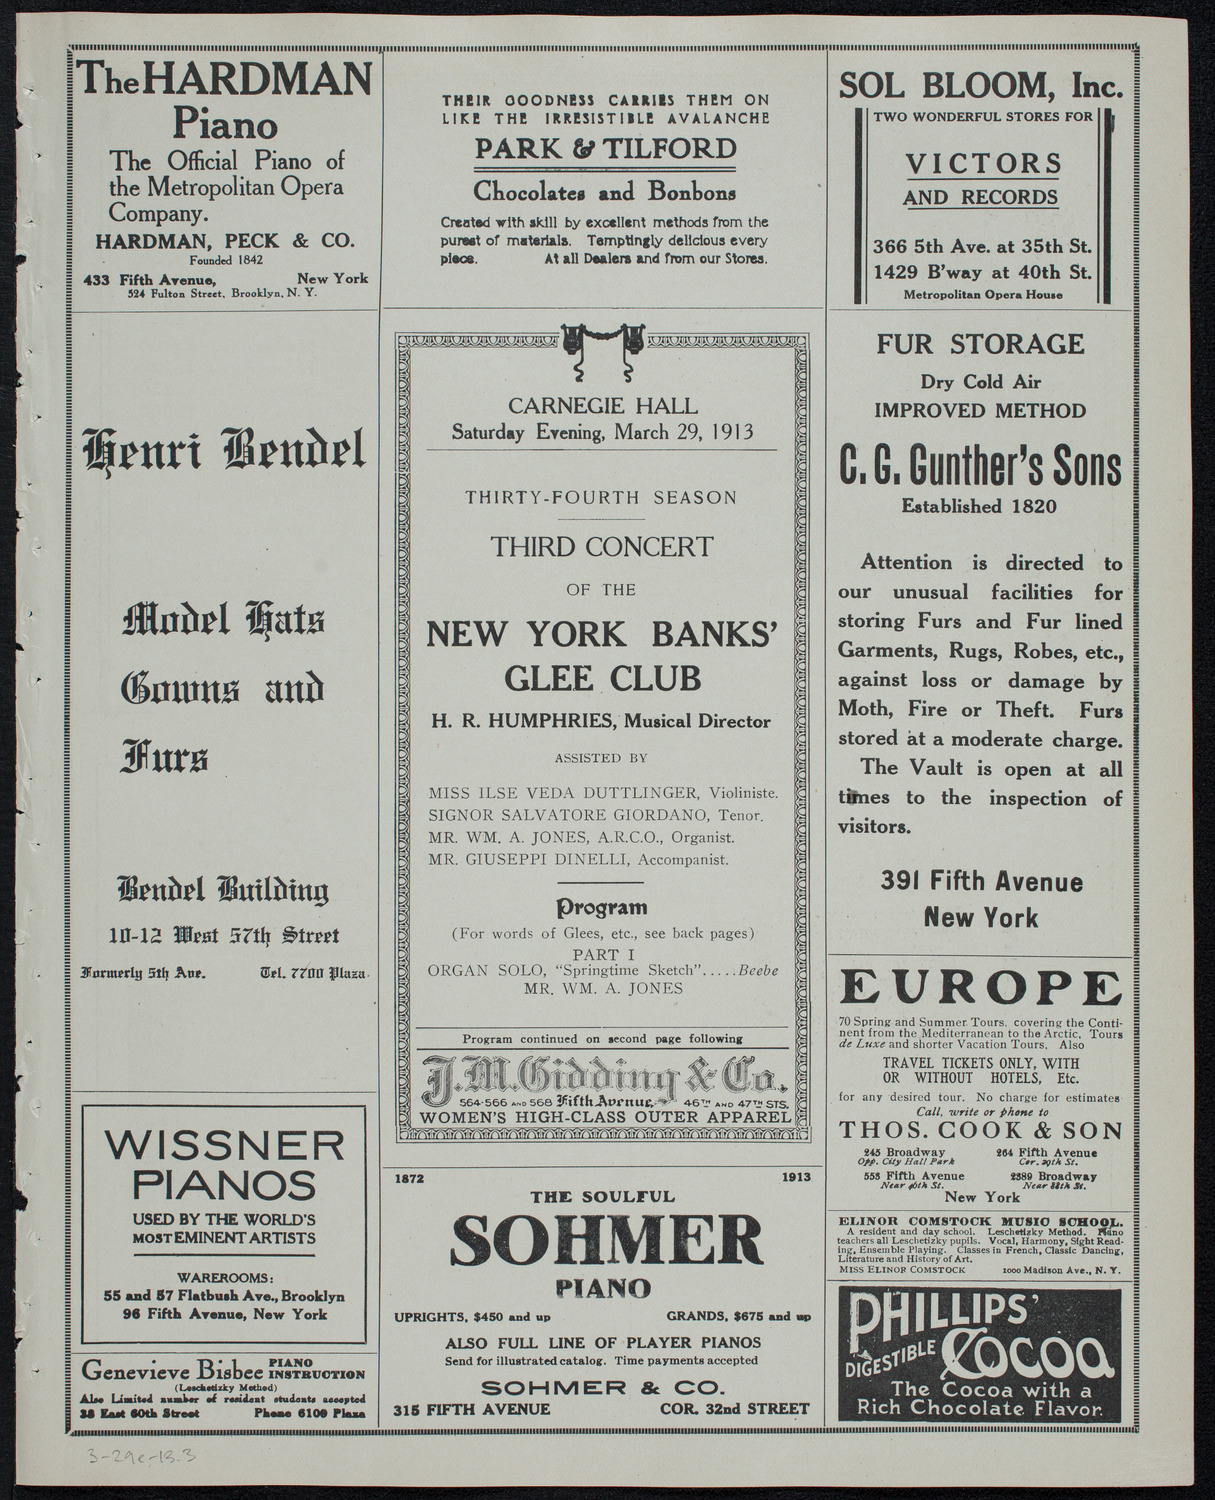 The HARDMAN
Piano
The Official Piano of
the Metropolitan Opera
Company.
HARDMAN, PECK & CO.
Founded 1842
433 Fifth Avenue, New York
524 Fulton Street, Brooklyn, N. Y.
Henri Bendel
Model Hats
Gowns and
Furs
Bendel Building
10-12 West 57th Street
Formerly 5th Ave. Tel. 7700 Plaza
WISSNER
PIANOS
USED BY THE WORLD'S
MOST EMINENT ARTISTS
WAREROOMS:
55 and 57 Flatbush Ave., Brooklyn
96 Fifth Avenue, New York
Genevieve Bisbee PIANO INSTRUCTION
(Leschetizky Method)
Also Limited number of resident students accepted
38 East 60th Street Phone 6109 Plaza
THEIR GOODNESS CARRIES THEM ON
LIKE THE IRRESISTIBLE AVALANCHE
PARK & TILFORD
Chocolates and Bonbons
Created with skill by excellent methods from the
purest of materials. Temptingly delicious every
piece. At all Dealers and from our Stores.
CARNEGIE HALL
Saturday Evening, March 29, 1913
THIRTY-FOURTH SEASON
THIRD CONCERT
OF THE
NEW YORK BANKS'
GLEE CLUB
H. R. HUMPHRIES, Musical Director
ASSISTED BY
MISS ILSE VEDA DUTTLINGER, Violiniste.
SIGNOR SALVATORE GIORDANO, Tenor.
MR. WM. A. JONES, A.R.C.O., Organist.
MR. GIUSEPPI DINELLI, Accompanist.
Program
(For words of Glees, etc., see back pages)
PART I
ORGAN SOLO, "Springtime Sketch".....Beebe
MR. WM. A. JONES
Program continued on second page following
J. M. Gidding & Co.
564-566 AND 568 Fifth Avenue, 46TH AND 47TH STS.
WOMEN'S HIGH-CLASS OUTER APPAREL
1872 1913
THE SOULFUL
SOHMER
PIANO
UPRIGHTS, $450 and up GRANDS, $675 and up
ALSO FULL LINE OF PLAYER PIANOS
Send for illustrated catalog. Time payments accepted
SOHMER & CO.
315 FIFTH AVENUE COR. 32nd STREET
SOL BLOOM, Inc.
TWO WONDERFUL STORES FOR
VICTORS
AND RECORDS
366 5th Ave. at 35th St.
1429 B'way at 40th St.
Metropolitan Opera House
FUR STORAGE
Dry Cold Air
IMPROVED METHOD
C. G. Gunther's Sons
Established 1820
Attention is directed to
our unusual facilities for
storing Furs and Fur lined
Garments, Rugs, Robes, etc.,
against loss or damage by
Moth, Fire or Theft. Furs
stored at a moderate charge.
The Vault is open at all
times to the inspection of
visitors.
391 Fifth Avenue
New York
EUROPE
70 Spring and Summer Tours, covering the Conti-
nent from the Mediterranean to the Arctic, Tours
de Luxe and shorter Vacation Tours, Also
TRAVEL TICKETS ONLY, WITH
OR WITHOUT HOTELS, Etc.
for any desired tour. No charge for estimates
Call, write or phone to
THOS. COOK & SON
245 Broadway 264 Fifth Avenue
Opp. City Hall Park Cor. 29th St.
553 Fifth Avenue 2389 Broadway
Near 46th St. Near 88th St.
New York
ELINOR COMSTOCK MUSIC SCHOOL.
A resident and day school. Leschetizky Method. Piano
teachers all Leschetizky pupils. Vocal, Harmony, Sight Read-
ing, Ensemble Playing. Classes in French, Classic Dancing,
Literature and History of Art.
MISS ELINOR COMSTOCK 1000 Madison Ave., N. Y.
PHILLIPS'
DIGESTIBLE COCOA
The Cocoa with a
Rich Chocolate Flavor.
3-29e-13.3